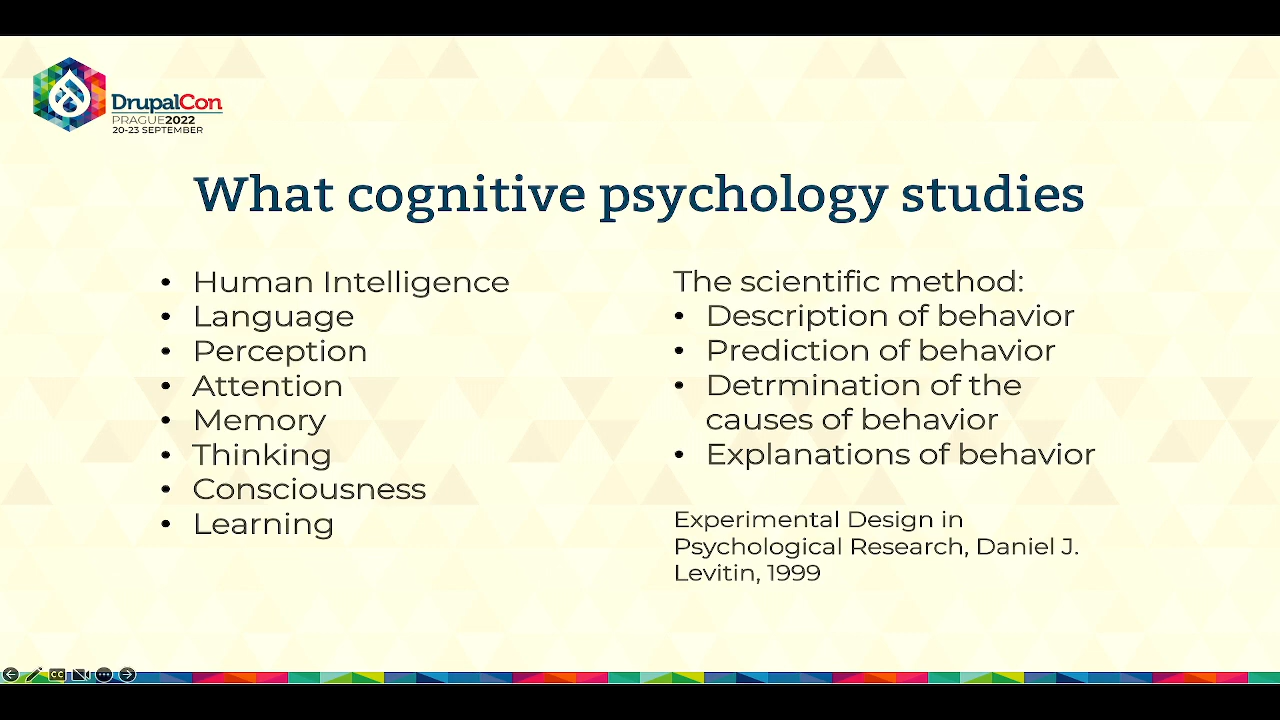 DrupalCon
PRAGUE2022
20-23 SEPTEMBER
What cognitive psychology studies
• Human Intelligence
• Language
• Perception
• Attention
• Memory
• Thinking
• Consciousness
• Learning
The scientific method:
• Description of behavior
• Prediction of behavior
• Detrmination of the
causes of behavior
• Explanations of behavior
Experimental Design in
Psychological Research, Daniel J.
Levitin, 1999
CC